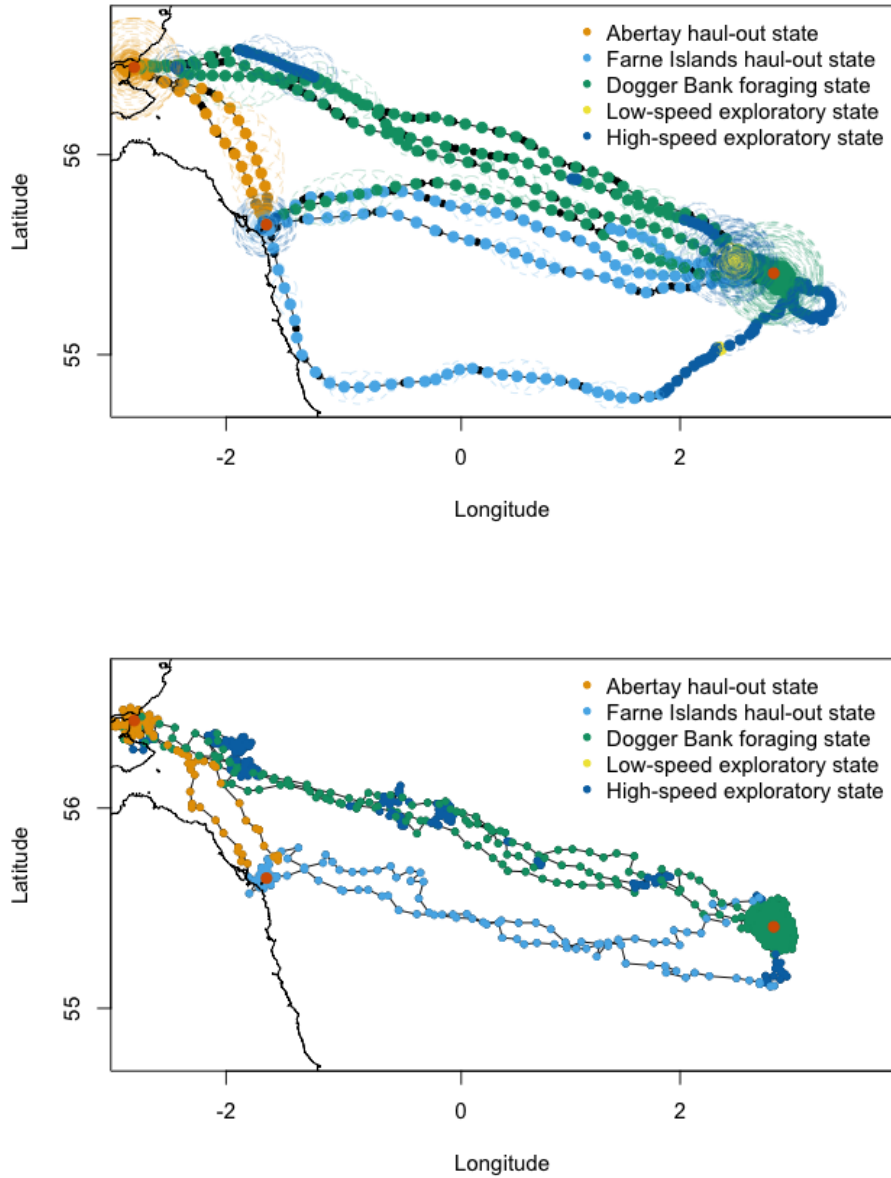 Abertay haul-out state
Farne Islands haul-out state
Dogger Bank foraging state
Low-speed exploratory state
High-speed exploratory state
Latitude
56
55
-2
0
2
Longitude
Abertay haul-out state
Farne Islands haul-out state
Dogger Bank foraging state
Low-speed exploratory state
High-speed exploratory state
Latitude
56
55
-2
0
2
Longitude